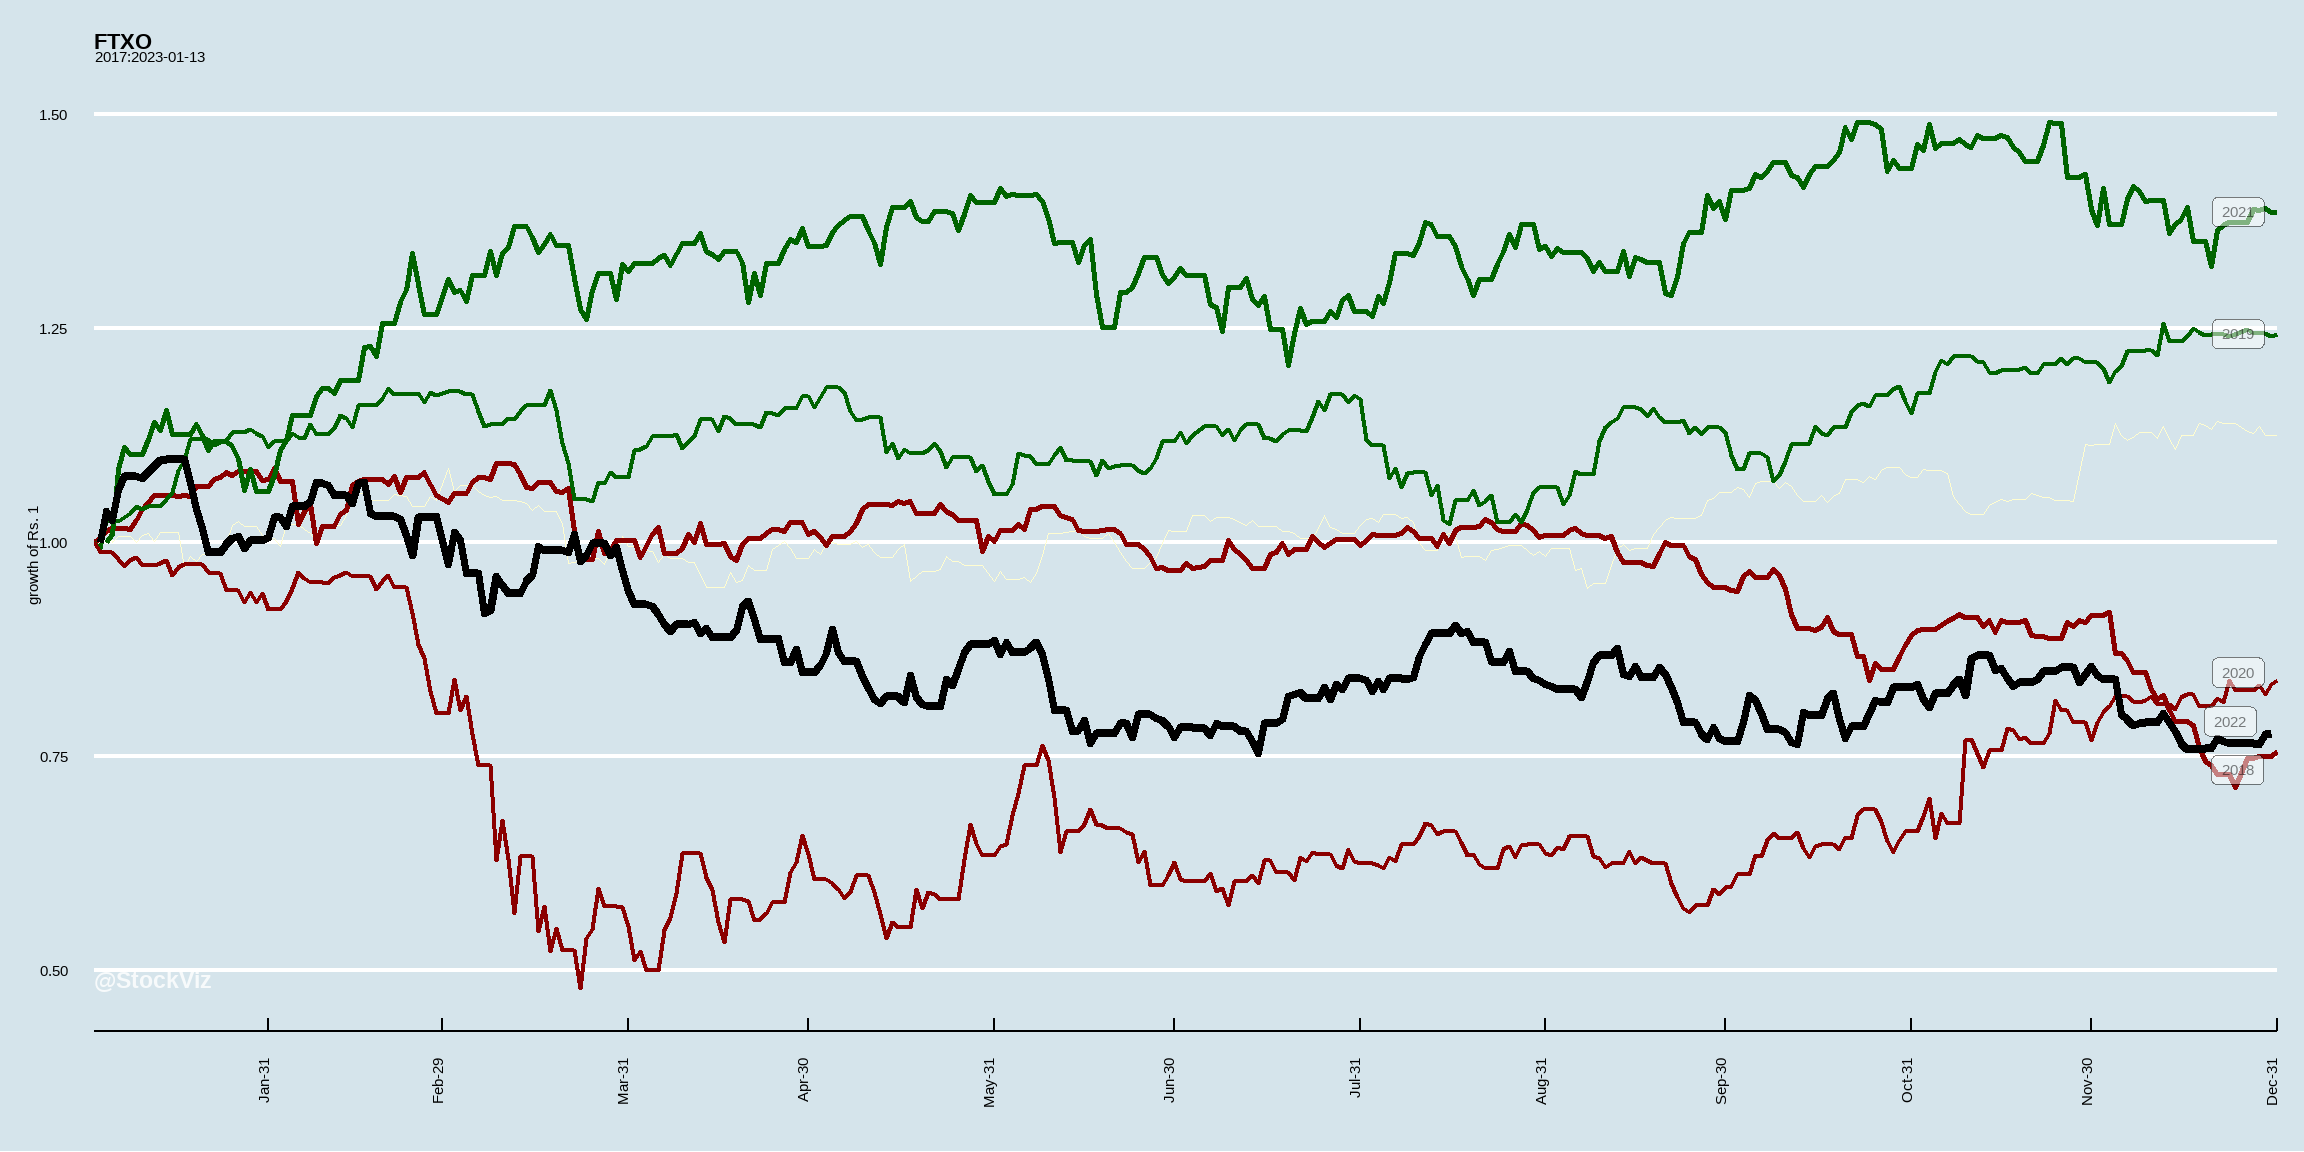 FTXO
2017:2023-01-13
1.50
1.25
1.00
0.75
0.50
growth of Rs. 1
2021
2019
2020
2022
2018
@StockViz
Jan-31
Feb-29
Mar-31
Apr-30
May-31
Jun-30
Jul-31
Aug-31
Sep-30
Oct-31
Nov-30
Dec-31